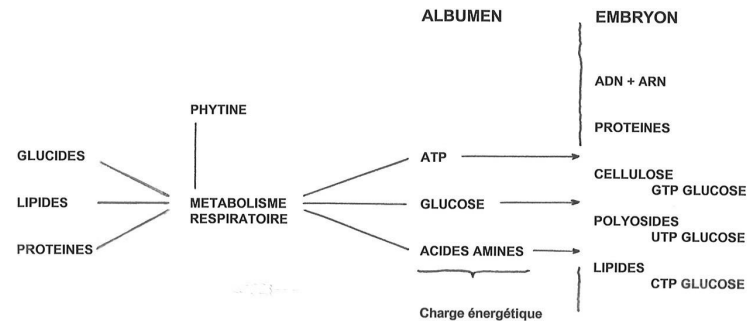 ALBUMEN
EMBRYON
ADN + ARN
PHYTINE
PROTEINES
GLUCIDES
ATP
CELLULOSE
GTP GLUCOSE
LIPIDES
METABOLISME
RESPIRATOIRE
GLUCOSE
POLYOSIDES
UTP GLUCOSE
PROTEINES
ACIDES AMINES
LIPIDES
CTP GLUCOSE
Charge énergétique